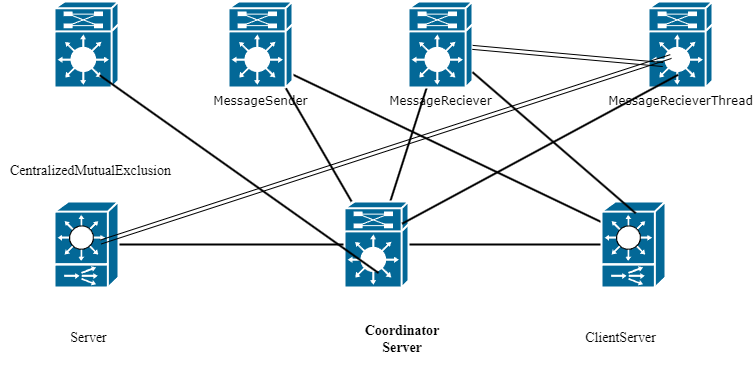 MessageSender
MessageReciever
MessageRecieverThread
CentralizedMutualExclusion
Server
Coordinator
Server
ClientServer